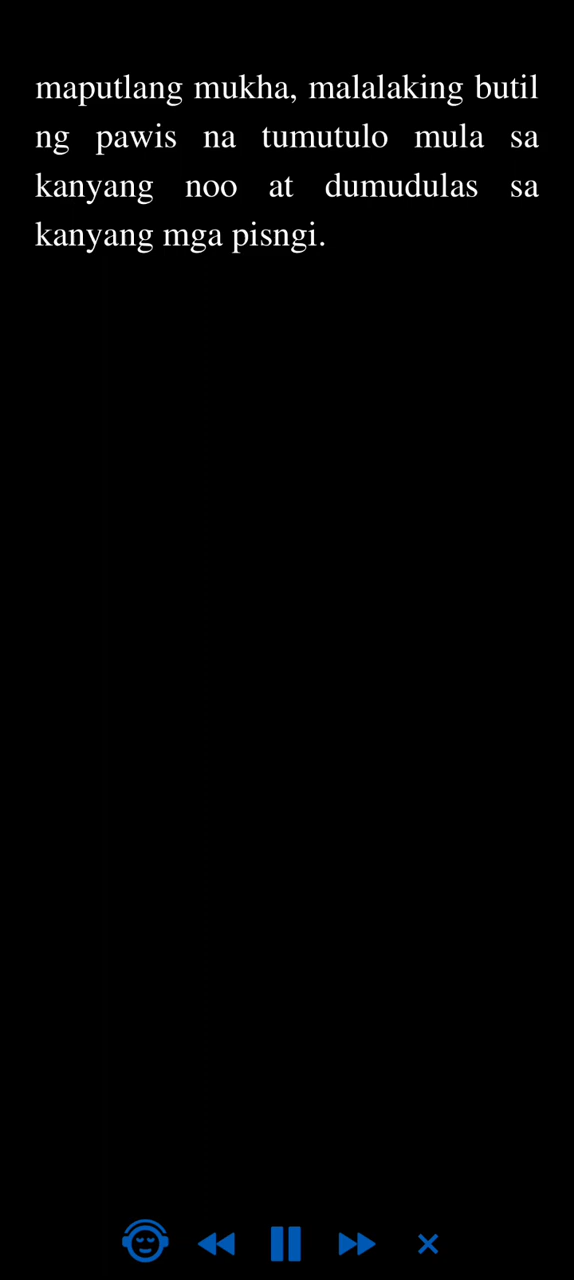 maputlang mukha, malalaking butil
ng pawis na tumutulo mula sa
kanyang noo at dumudulas sa
kanyang mga pisngi.